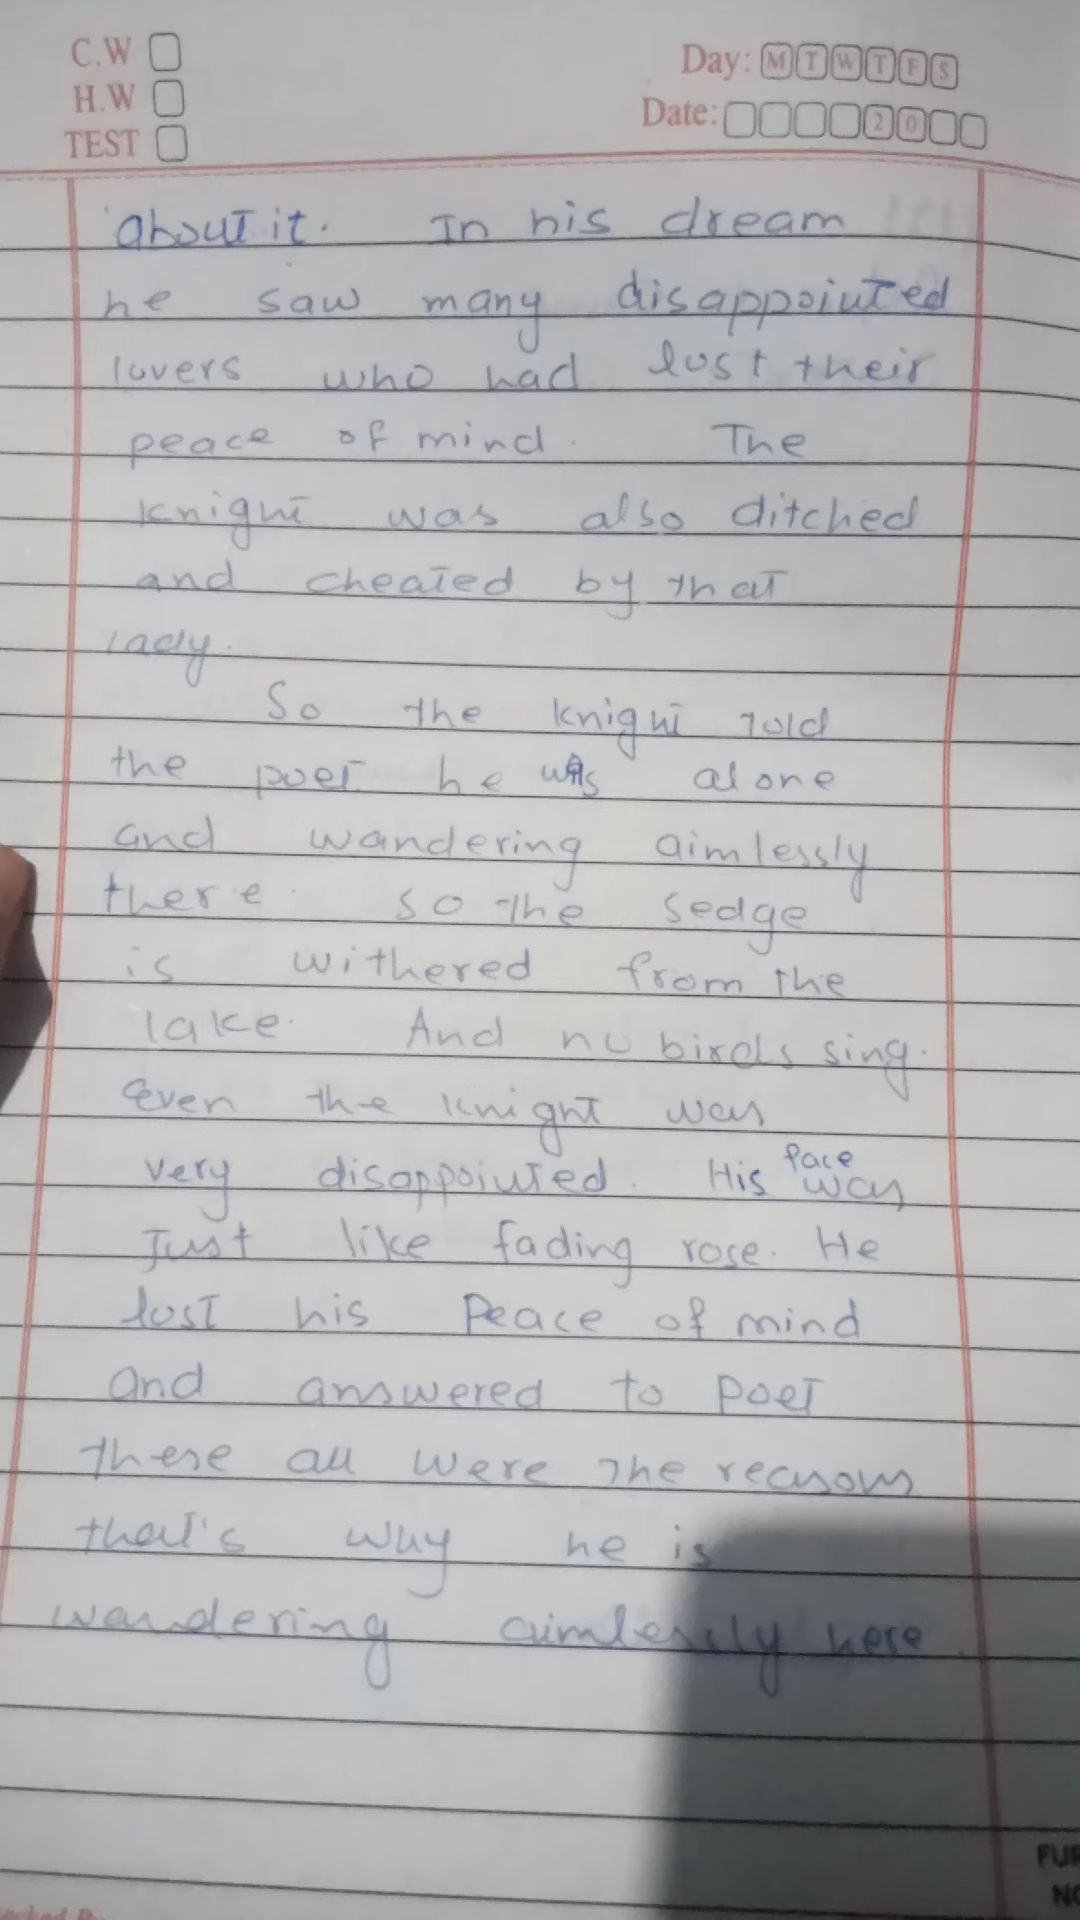 C.W
H.W
TEST
Day: M T W T F S
Date: 2 0
about it. In his dream
he saw many disappointed
lovers who had lost their
peace of mind. The
knight was also ditched
and cheated by that
lady.
So the knight told
the poet he was alone
and wandering aimlessly
there. so the sedge
is withered from the
lake. And no birds sing.
Even the knight was
very disappointed. His face was
Just like fading rose. He
lost his Peace of mind
and answered to poet
these all were the reasons
that's why he is
wandering aimlessly here.
FUR
NO